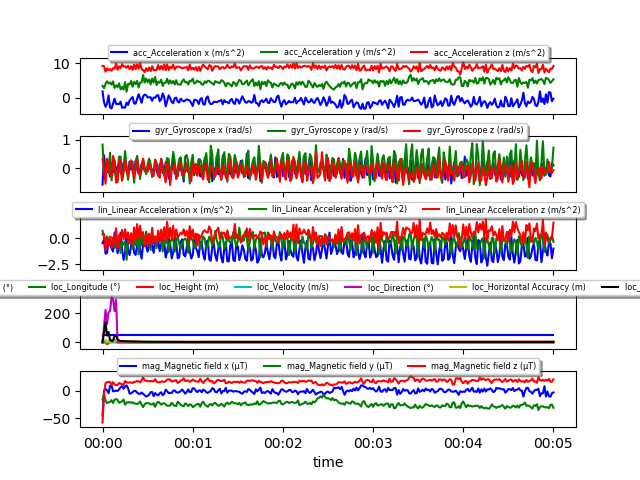 acc_Acceleration x (m/s^2) acc_Acceleration y (m/s^2) acc_Acceleration z (m/s^2)
10
0
gyr_Gyroscope x (rad/s) gyr_Gyroscope y (rad/s) gyr_Gyroscope z (rad/s)
1
0
lin_Linear Acceleration x (m/s^2) lin_Linear Acceleration y (m/s^2) lin_Linear Acceleration z (m/s^2)
0.0
−2.5
(°) loc_Longitude (°) loc_Height (m) loc_Velocity (m/s) loc_Direction (°) loc_Horizontal Accuracy (m) loc_
200
0
mag_Magnetic field x (μT) mag_Magnetic field y (μT) mag_Magnetic field z (μT)
0
−50
00:00 00:01 00:02 00:03 00:04 00:05
time